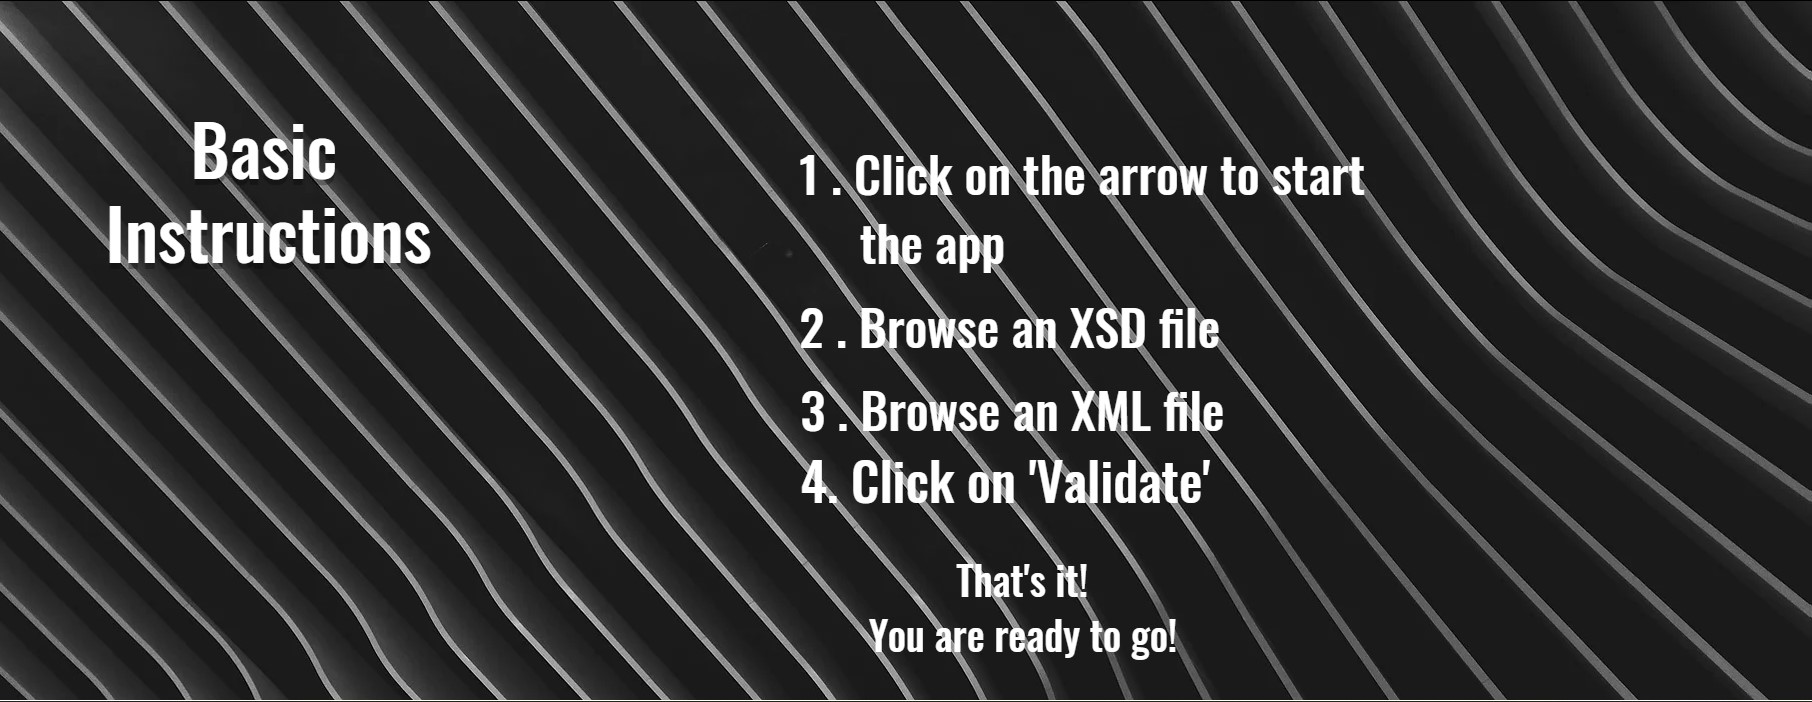 Basic
Instructions
1 . Click on the arrow to start
the app
2 . Browse an XSD file
3 . Browse an XML file
4. Click on 'Validate'
That's it!
You are ready to go!